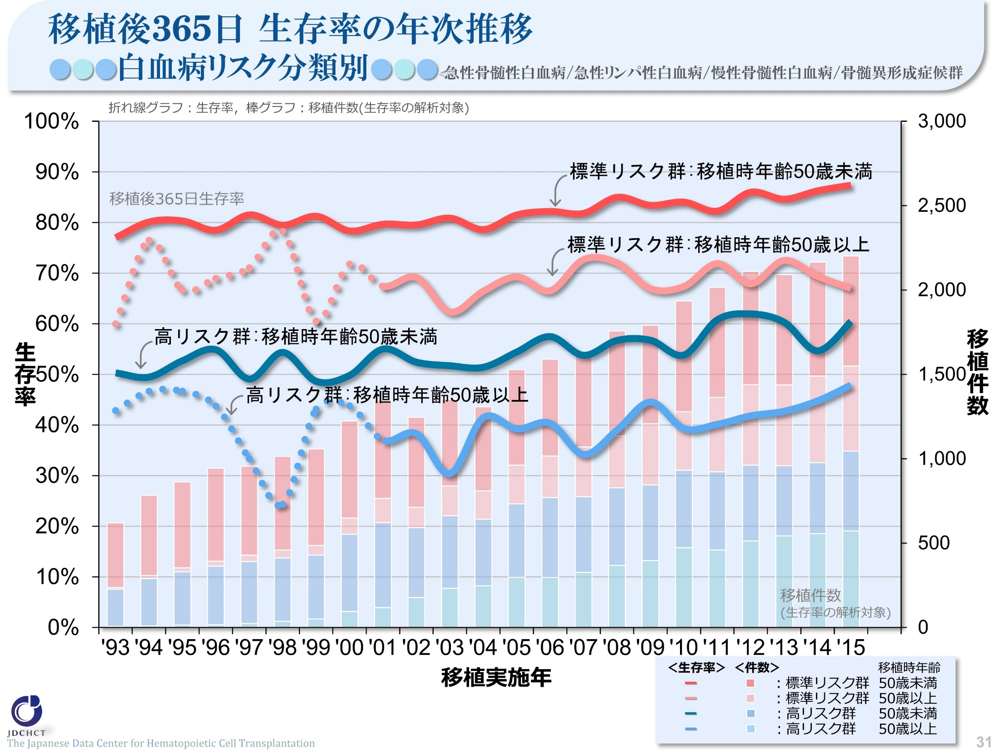 移植後365日 生存率の年次推移
白血病リスク分類別 急性骨髄性白血病/急性リンパ性白血病/慢性骨髄性白血病/骨髄異形成症候群
折れ線グラフ：生存率，棒グラフ：移植件数(生存率の解析対象)
100%
90%
80%
70%
60%
50%
40%
30%
20%
10%
0%
生存率
3,000
2,500
2,000
1,500
1,000
500
0
移植件数
移植後365日生存率
標準リスク群：移植時年齢50歳未満
標準リスク群：移植時年齢50歳以上
高リスク群：移植時年齢50歳未満
高リスク群：移植時年齢50歳以上
移植件数
(生存率の解析対象)
'93 '94 '95 '96 '97 '98 '99 '00 '01 '02 '03 '04 '05 '06 '07 '08 '09 '10 '11 '12 '13 '14 '15
移植実施年
＜生存率＞ ＜件数＞ 移植時年齢
：標準リスク群 50歳未満
：標準リスク群 50歳以上
：高リスク群 50歳未満
：高リスク群 50歳以上
JDCHCT
The Japanese Data Center for Hematopoietic Cell Transplantation
31